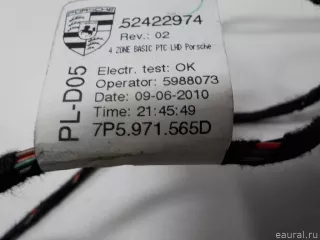 PORSCHE
52422974
Rev.: 02
4 ZONE BASIC PTC LHD Porsche
PL-D05
Electr. test: OK
Operator: 5988073
Date: 09-06-2010
Time: 21:45:49
7P5.971.565D
eaural.ru